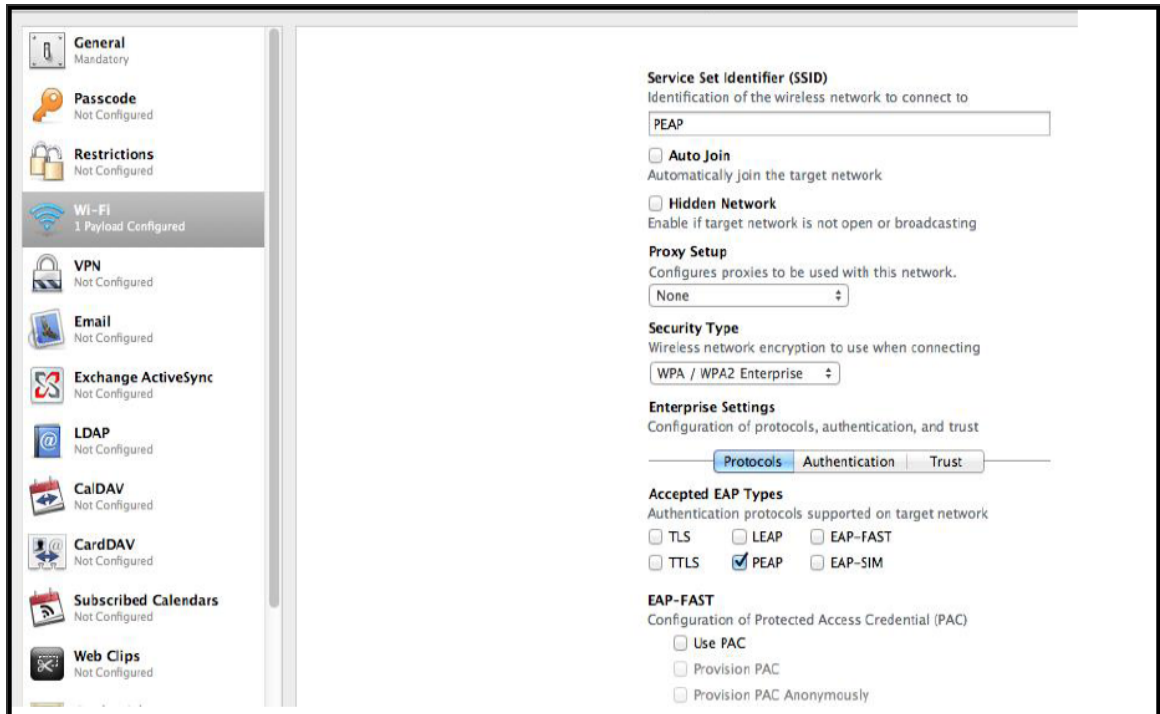 General
Mandatory
Passcode
Not Configured
Restrictions
Not Configured
Wi-Fi
1 Payload Configured
VPN
Not Configured
Email
Not Configured
Exchange ActiveSync
Not Configured
LDAP
Not Configured
CalDAV
Not Configured
CardDAV
Not Configured
Subscribed Calendars
Not Configured
Web Clips
Not Configured
Service Set Identifier (SSID)
Identification of the wireless network to connect to
PEAP
Auto Join
Automatically join the target network
Hidden Network
Enable if target network is not open or broadcasting
Proxy Setup
Configures proxies to be used with this network.
None
Security Type
Wireless network encryption to use when connecting
WPA / WPA2 Enterprise
Enterprise Settings
Configuration of protocols, authentication, and trust
Protocols Authentication Trust
Accepted EAP Types
Authentication protocols supported on target network
TLS LEAP EAP-FAST
TTLS PEAP EAP-SIM
EAP-FAST
Configuration of Protected Access Credential (PAC)
Use PAC
Provision PAC
Provision PAC Anonymously